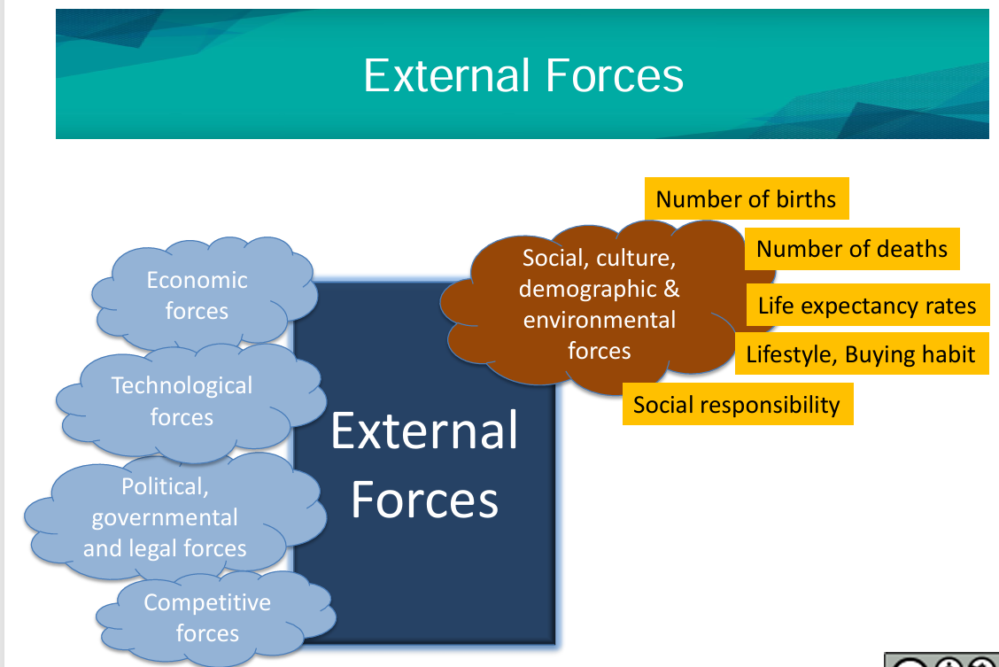 External Forces
Number of births
Social, culture,
demographic &
environmental
forces
Number of deaths
Life expectancy rates
Lifestyle, Buying habit
Social responsibility
Economic
forces
Technological
forces
Political,
governmental
and legal forces
Competitive
forces
External
Forces